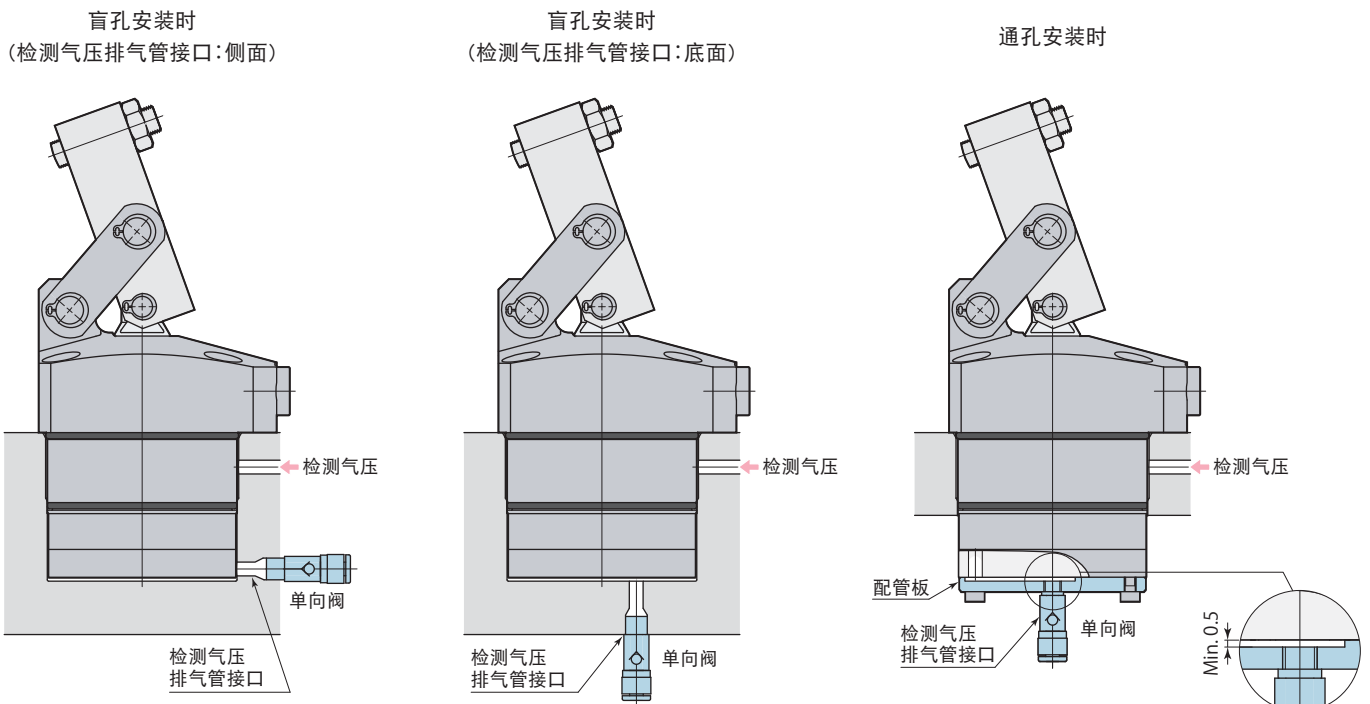 盲孔安装时
（检测气压排气管接口：侧面）
检测气压
单向阀
检测气压
排气管接口
盲孔安装时
（检测气压排气管接口：底面）
检测气压
单向阀
检测气压
排气管接口
通孔安装时
检测气压
配管板
单向阀
检测气压
排气管接口
Min. 0.5